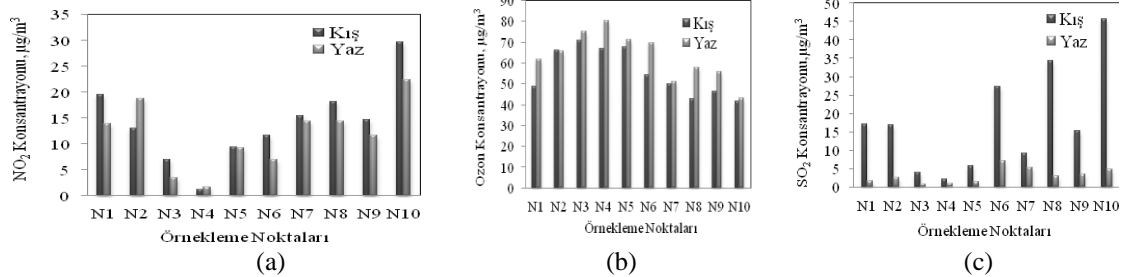 NO2 Konsantrayonu, µg/m³
35
30
25
20
15
10
5
0
Kış
Yaz
N1 N2 N3 N4 N5 N6 N7 N8 N9 N10
Örnekleme Noktaları
(a)
Ozon Konsantrayonu, µg/m³
90
80
70
60
50
40
30
20
10
0
Kış
Yaz
N1 N2 N3 N4 N5 N6 N7 N8 N9 N10
Örnekleme Noktaları
(b)
SO2 Konsantrayonu, µg/m³
50
45
40
35
30
25
20
15
10
5
0
Kış
Yaz
N1 N2 N3 N4 N5 N6 N7 N8 N9 N10
Örnekleme Noktaları
(c)